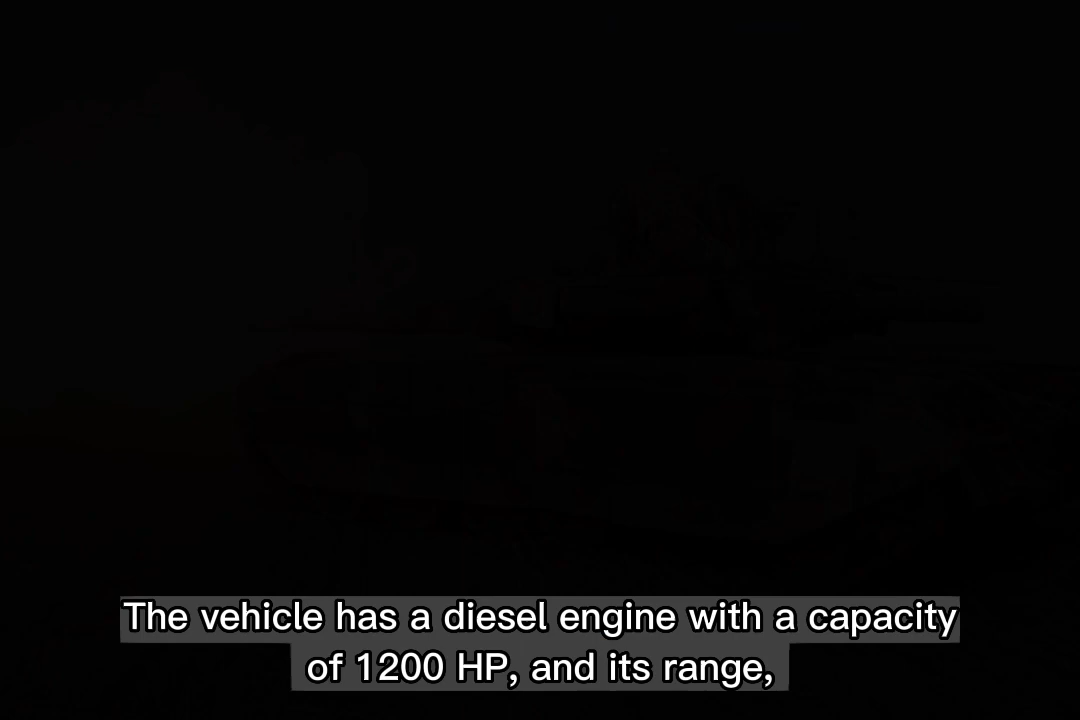 The vehicle has a diesel engine with a capacity
of 1200 HP, and its range,